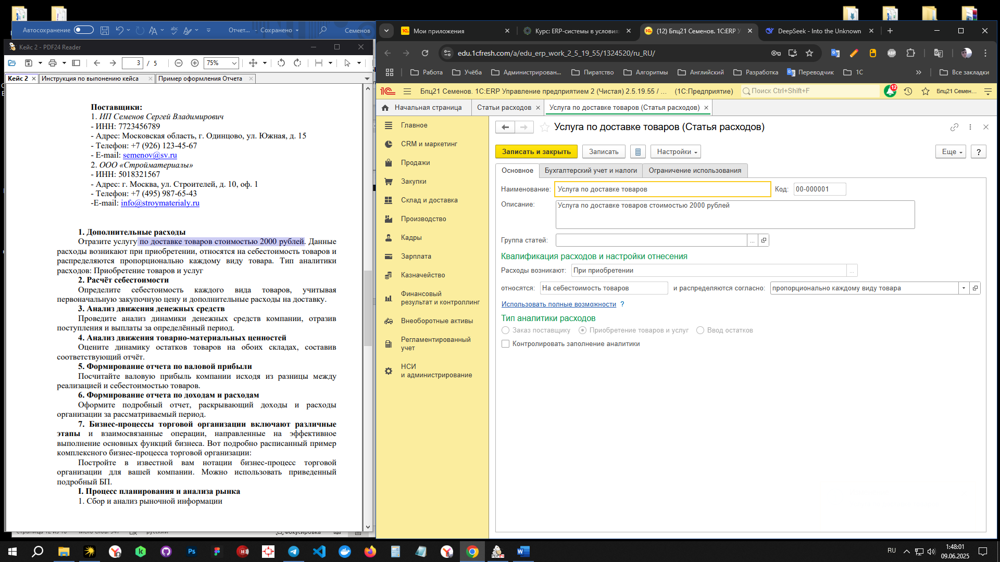 Автосохранение
Отчет... - Сохранено
Семенов
Кейс 2 - PDF24 Reader
3 / 5
75%
Кейс 2
Инструкция по выпонению кейса
Пример оформления Отчета
Поставщики:
1. ИП Семенов Сергей Владимирович
- ИНН: 7723456789
- Адрес: Московская область, г. Одинцово, ул. Южная, д. 15
- Телефон: +7 (926) 123-45-67
- E-mail: semenov@sv.ru
2. ООО «Стройматериалы»
- ИНН: 5018321567
- Адрес: г. Москва, ул. Строителей, д. 10, оф. 1
- Телефон: +7 (495) 987-65-43
-E-mail: info@stroymaterialy.ru
1. Дополнительные расходы
Отразите услугу по доставке товаров стоимостью 2000 рублей. Данные
расходы возникают при приобретении, относятся на себестоимость товаров и
распределяются пропорционально каждому виду товара. Тип аналитики
расходов: Приобретение товаров и услуг
2. Расчёт себестоимости
Определите себестоимость каждого вида товаров, учитывая
первоначальную закупочную цену и дополнительные расходы на доставку.
3. Анализ движения денежных средств
Проведите анализ динамики денежных средств компании, отразив
поступления и выплаты за определённый период.
4. Анализ движения товарно-материальных ценностей
Оцените динамику остатков товаров на обоих складах, составив
соответствующий отчёт.
5. Формирование отчета по валовой прибыли
Посчитайте валовую прибыль компании исходя из разницы между
реализацией и себестоимостью товаров.
6. Формирование отчета по доходам и расходам
Оформите подробный отчет, раскрывающий доходы и расходы
организации за рассматриваемый период.
7. Бизнес-процессы торговой организации включают различные
этапы и взаимосвязанные операции, направленные на эффективное
выполнение основных функций бизнеса. Вот подробно расписанный пример
комплексного бизнес-процесса торговой организации:
Постройте в известной вам нотации бизнес-процесс торговой
организации для вашей компании. Можно использовать приведенный
подробный БП.
I. Процесс планирования и анализа рынка
1. Сбор и анализ рыночной информации
Мои приложения
Курс: ERP-системы в условия
(12) Бпц21 Семенов. 1С:ERP У
DeepSeek - Into the Unknown
edu.1cfresh.com/a/edu_erp_work_2_5_19_55/1324520/ru_RU/
ABP
Работа
Учёба
Администрован...
Пиратство
Алгоритмы
Английский
Разработка
Переводчик
1С
Все закладки
Бпц21 Семенов. 1С:ERP Управление предприятием 2 (Чистая) 2.5.19.55 / ... (1С:Предприятие)
Поиск Ctrl+Shift+F
12
Бпц21 Семен...
Начальная страница
Статьи расходов
Услуга по доставке товаров (Статья расходов)
Главное
CRM и маркетинг
Продажи
Закупки
Склад и доставка
Производство
Кадры
Зарплата
Казначейство
Финансовый
результат и контроллинг
Внеоборотные активы
Регламентированный
учет
НСИ
и администрирование
Услуга по доставке товаров (Статья расходов)
Записать и закрыть
Записать
Настройки
Еще
?
Основное
Бухгалтерский учет и налоги
Ограничение использования
Наименование: Услуга по доставке товаров Код: 00-000001
Описание: Услуга по доставке товаров стоимостью 2000 рублей
Группа статей:
Квалификация расходов и настройки отнесения
Расходы возникают: При приобретении
относятся: На себестоимость товаров и распределяются согласно: пропорционально каждому виду товара
Использовать полные возможности ?
Тип аналитики расходов
Заказ поставщику Приобретение товаров и услуг Ввод остатков
Контролировать заполнение аналитики
RU
1:48:01
09.06.2025